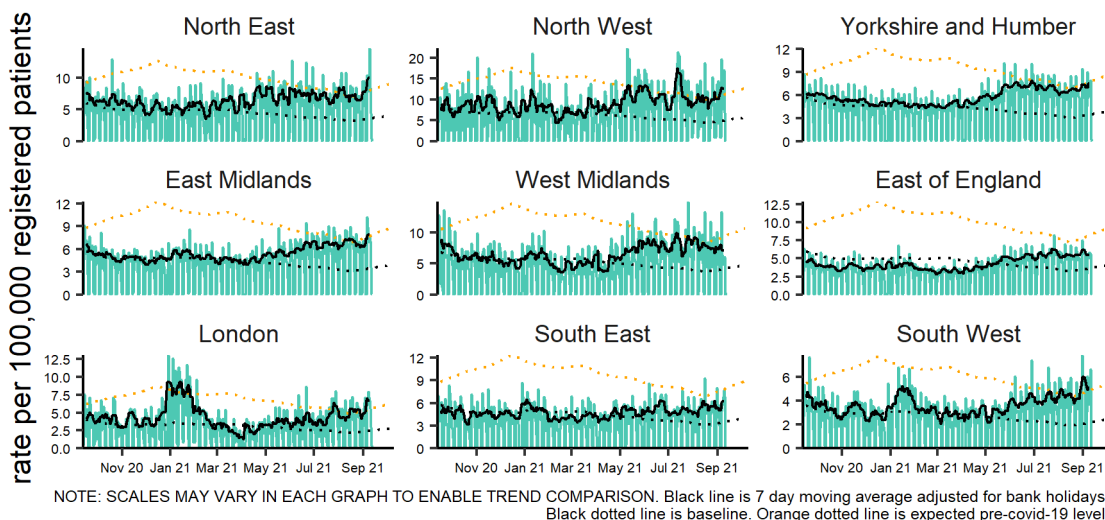 rate per 100,000 registered patients
North East
10
5
0
North West
20
15
10
5
0
Yorkshire and Humber
12
9
6
3
0
East Midlands
12
9
6
3
0
West Midlands
10
5
0
East of England
12.5
10.0
7.5
5.0
2.5
0.0
London
12.5
10.0
7.5
5.0
2.5
0.0
Nov 20 Jan 21 Mar 21 May 21 Jul 21 Sep 21
South East
12
9
6
3
0
Nov 20 Jan 21 Mar 21 May 21 Jul 21 Sep 21
South West
6
4
2
0
Nov 20 Jan 21 Mar 21 May 21 Jul 21 Sep 21
NOTE: SCALES MAY VARY IN EACH GRAPH TO ENABLE TREND COMPARISON. Black line is 7 day moving average adjusted for bank holidays
Black dotted line is baseline. Orange dotted line is expected pre-covid-19 level